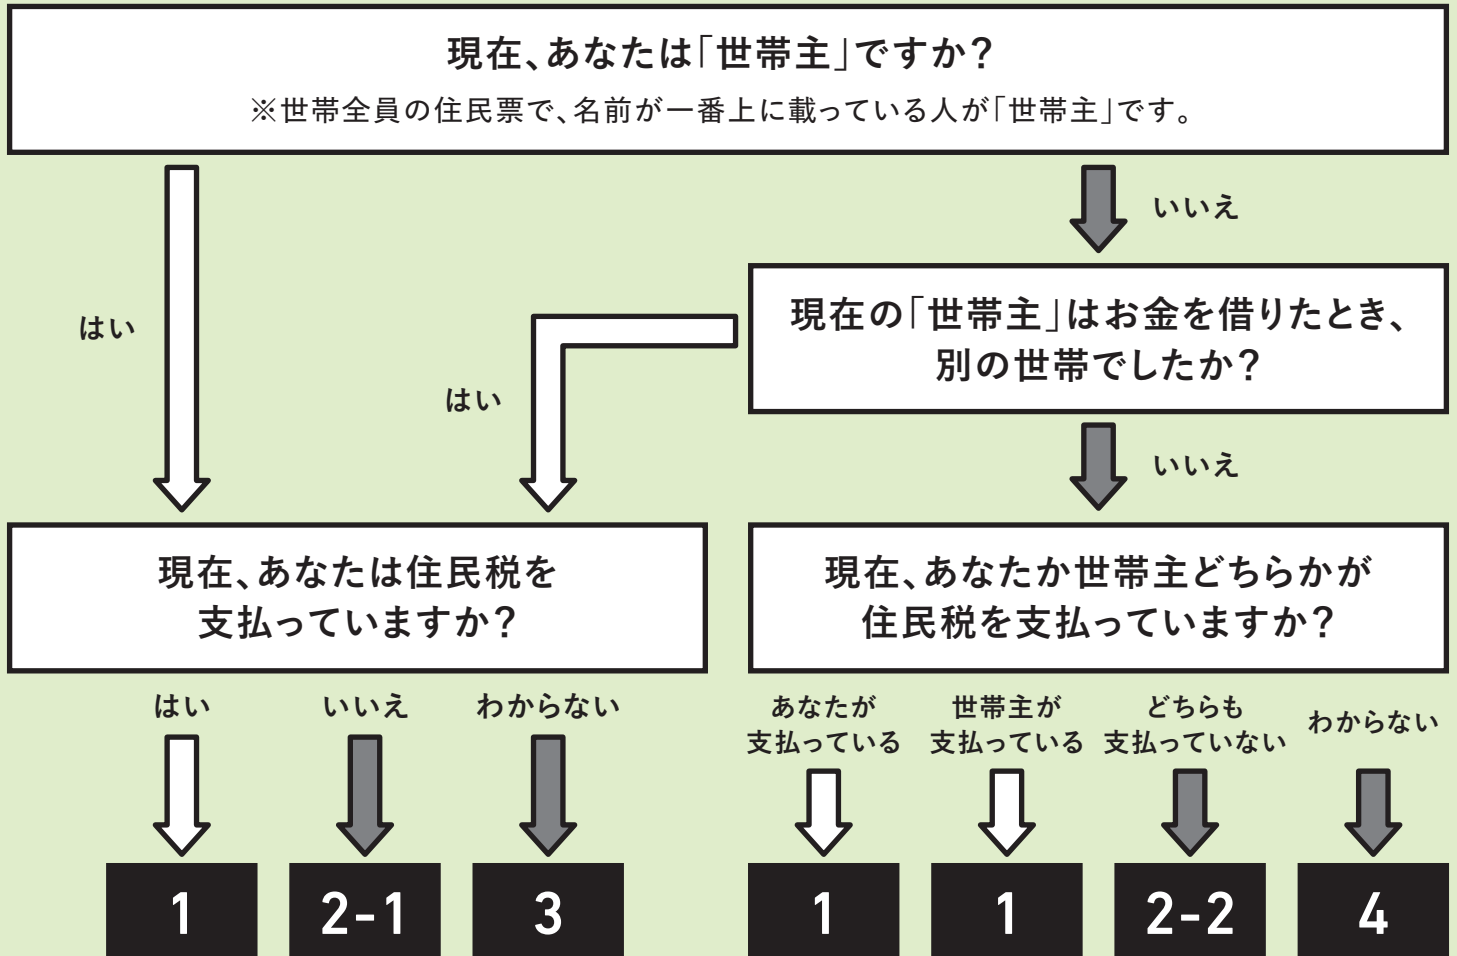 現在、あなたは「世帯主」ですか？
※世帯全員の住民票で、名前が一番上に載っている人が「世帯主」です。
はい
いいえ
現在の「世帯主」はお金を借りたとき、
別の世帯でしたか？
はい
いいえ
現在、あなたは住民税を
支払っていますか？
はい
いいえ
わからない
1
2-1
3
現在、あなたか世帯主どちらかが
住民税を支払っていますか？
あなたが
支払っている
世帯主が
支払っている
どちらも
支払っていない
わからない
1
1
2-2
4